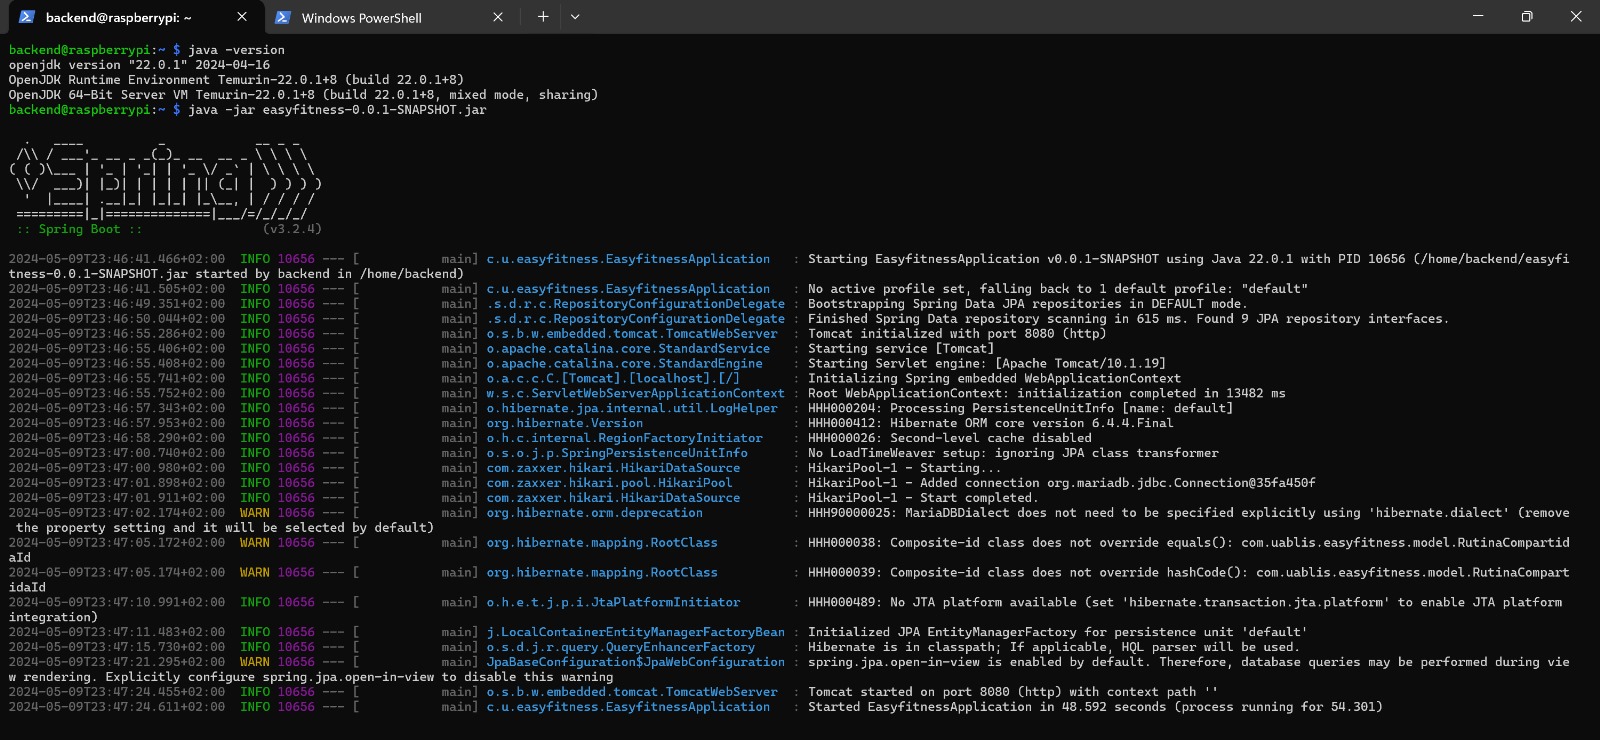 backend@raspberrypi: ~
Windows PowerShell
backend@raspberrypi:~ $ java -version
openjdk version "22.0.1" 2024-04-16
OpenJDK Runtime Environment Temurin-22.0.1+8 (build 22.0.1+8)
OpenJDK 64-Bit Server VM Temurin-22.0.1+8 (build 22.0.1+8, mixed mode, sharing)
backend@raspberrypi:~ $ java -jar easyfitness-0.0.1-SNAPSHOT.jar
  .   ____          _            __ _ _
 /\\ / ___'_ __ _ _(_)_ __  __ _ \ \ \ \
( ( )\___ | '_ | '_| | '_ \/ _` | \ \ \ \
 \\/  ___)| |_)| | | | | || (_| |  ) ) ) )
  '  |____| .__|_| |_|_| |_\__, | / / / /
 =========|_|==============|___/=/_/_/_/
 :: Spring Boot ::                (v3.2.4)
2024-05-09T23:46:41.466+02:00  INFO 10656 --- [           main] c.u.easyfitness.EasyfitnessApplication   : Starting EasyfitnessApplication v0.0.1-SNAPSHOT using Java 22.0.1 with PID 10656 (/home/backend/easyfi
tness-0.0.1-SNAPSHOT.jar started by backend in /home/backend)
2024-05-09T23:46:41.505+02:00  INFO 10656 --- [           main] c.u.easyfitness.EasyfitnessApplication   : No active profile set, falling back to 1 default profile: "default"
2024-05-09T23:46:49.351+02:00  INFO 10656 --- [           main] .s.d.r.c.RepositoryConfigurationDelegate : Bootstrapping Spring Data JPA repositories in DEFAULT mode.
2024-05-09T23:46:50.044+02:00  INFO 10656 --- [           main] .s.d.r.c.RepositoryConfigurationDelegate : Finished Spring Data repository scanning in 615 ms. Found 9 JPA repository interfaces.
2024-05-09T23:46:55.286+02:00  INFO 10656 --- [           main] o.s.b.w.embedded.tomcat.TomcatWebServer  : Tomcat initialized with port 8080 (http)
2024-05-09T23:46:55.406+02:00  INFO 10656 --- [           main] o.apache.catalina.core.StandardService   : Starting service [Tomcat]
2024-05-09T23:46:55.408+02:00  INFO 10656 --- [           main] o.apache.catalina.core.StandardEngine    : Starting Servlet engine: [Apache Tomcat/10.1.19]
2024-05-09T23:46:55.741+02:00  INFO 10656 --- [           main] o.a.c.c.C.[Tomcat].[localhost].[/]       : Initializing Spring embedded WebApplicationContext
2024-05-09T23:46:55.752+02:00  INFO 10656 --- [           main] w.s.c.ServletWebServerApplicationContext : Root WebApplicationContext: initialization completed in 13482 ms
2024-05-09T23:46:57.343+02:00  INFO 10656 --- [           main] o.hibernate.jpa.internal.util.LogHelper  : HHH000204: Processing PersistenceUnitInfo [name: default]
2024-05-09T23:46:57.953+02:00  INFO 10656 --- [           main] org.hibernate.Version                    : HHH000412: Hibernate ORM core version 6.4.4.Final
2024-05-09T23:46:58.290+02:00  INFO 10656 --- [           main] o.h.c.internal.RegionFactoryInitiator    : HHH000026: Second-level cache disabled
2024-05-09T23:47:00.740+02:00  INFO 10656 --- [           main] o.s.o.j.p.SpringPersistenceUnitInfo      : No LoadTimeWeaver setup: ignoring JPA class transformer
2024-05-09T23:47:00.980+02:00  INFO 10656 --- [           main] com.zaxxer.hikari.HikariDataSource       : HikariPool-1 - Starting...
2024-05-09T23:47:01.898+02:00  INFO 10656 --- [           main] com.zaxxer.hikari.pool.HikariPool        : HikariPool-1 - Added connection org.mariadb.jdbc.Connection@35fa450f
2024-05-09T23:47:01.911+02:00  INFO 10656 --- [           main] com.zaxxer.hikari.HikariDataSource       : HikariPool-1 - Start completed.
2024-05-09T23:47:02.174+02:00  WARN 10656 --- [           main] org.hibernate.orm.deprecation            : HHH90000025: MariaDBDialect does not need to be specified explicitly using 'hibernate.dialect' (remove
 the property setting and it will be selected by default)
2024-05-09T23:47:05.172+02:00  WARN 10656 --- [           main] org.hibernate.mapping.RootClass          : HHH000038: Composite-id class does not override equals(): com.uablis.easyfitness.model.RutinaCompartid
aId
2024-05-09T23:47:05.174+02:00  WARN 10656 --- [           main] org.hibernate.mapping.RootClass          : HHH000039: Composite-id class does not override hashCode(): com.uablis.easyfitness.model.RutinaCompart
idaId
2024-05-09T23:47:10.991+02:00  INFO 10656 --- [           main] o.h.e.t.j.p.i.JtaPlatformInitiator       : HHH000489: No JTA platform available (set 'hibernate.transaction.jta.platform' to enable JTA platform
integration)
2024-05-09T23:47:11.483+02:00  INFO 10656 --- [           main] j.LocalContainerEntityManagerFactoryBean : Initialized JPA EntityManagerFactory for persistence unit 'default'
2024-05-09T23:47:15.730+02:00  INFO 10656 --- [           main] o.s.d.j.r.query.QueryEnhancerFactory     : Hibernate is in classpath; If applicable, HQL parser will be used.
2024-05-09T23:47:21.295+02:00  WARN 10656 --- [           main] JpaBaseConfiguration$JpaWebConfiguration : spring.jpa.open-in-view is enabled by default. Therefore, database queries may be performed during vie
w rendering. Explicitly configure spring.jpa.open-in-view to disable this warning
2024-05-09T23:47:24.455+02:00  INFO 10656 --- [           main] o.s.b.w.embedded.tomcat.TomcatWebServer  : Tomcat started on port 8080 (http) with context path ''
2024-05-09T23:47:24.611+02:00  INFO 10656 --- [           main] c.u.easyfitness.EasyfitnessApplication   : Started EasyfitnessApplication in 48.592 seconds (process running for 54.301)